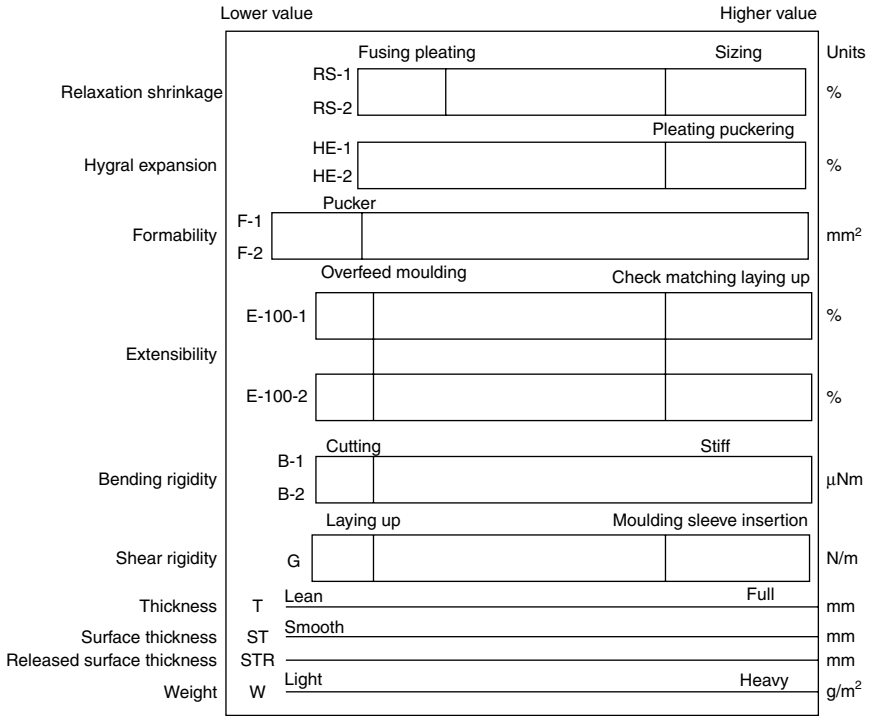 Lower value Higher value
Fusing pleating Sizing Units
RS-1
Relaxation shrinkage %
RS-2
Pleating puckering
HE-1
Hygral expansion %
HE-2
Pucker
F-1
Formability mm²
F-2
Overfeed moulding Check matching laying up
E-100-1 %
Extensibility
E-100-2 %
Cutting Stiff
B-1
Bending rigidity μNm
B-2
Laying up Moulding sleeve insertion
Shear rigidity G N/m
Lean Full
Thickness T mm
Smooth
Surface thickness ST mm
Released surface thickness STR mm
Light Heavy
Weight W g/m²